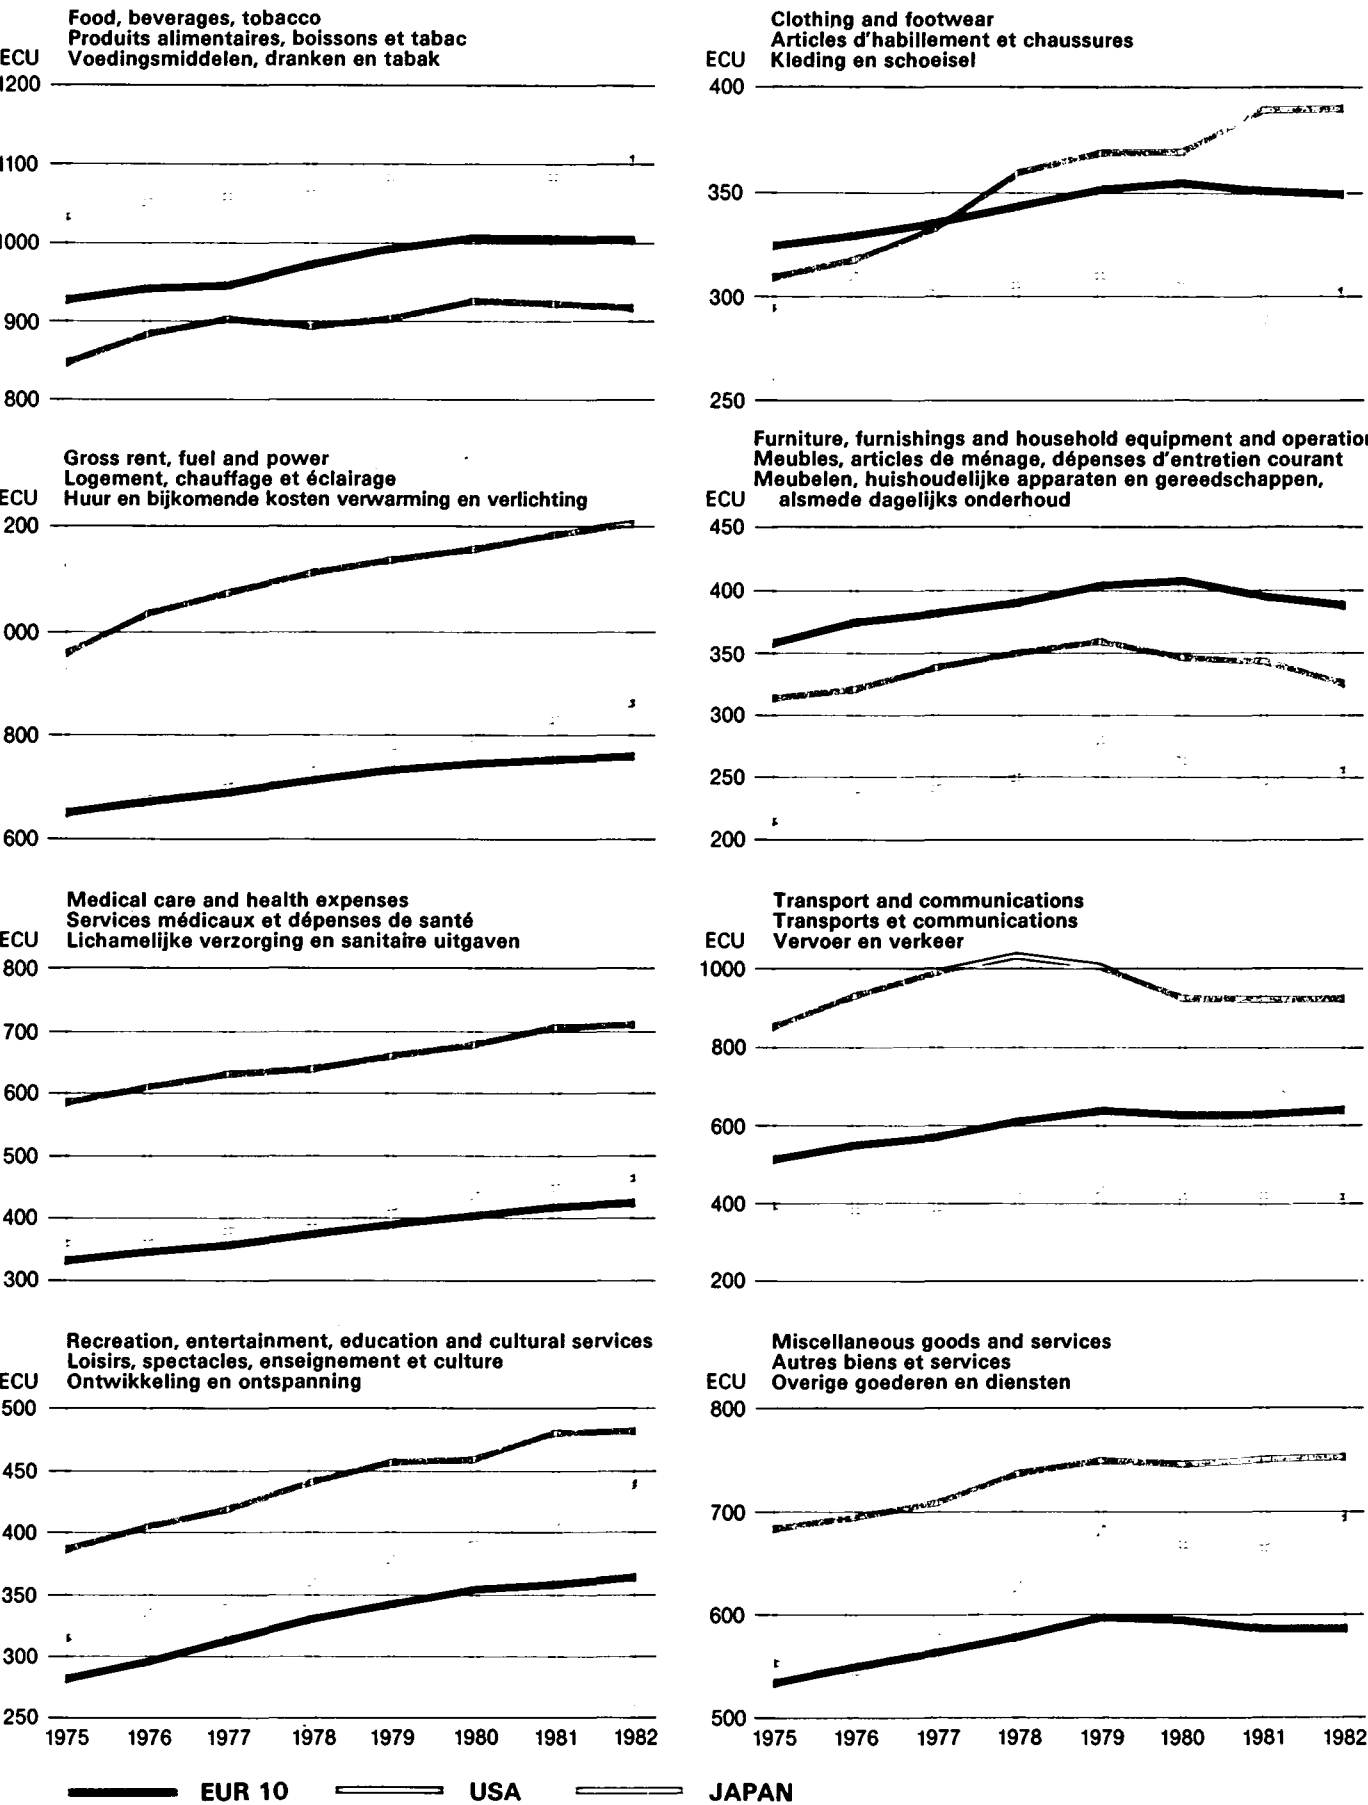 Food, beverages, tobacco
Produits alimentaires, boissons et tabac
ECU Voedingsmiddelen, dranken en tabak
1200
1100
1000
900
800
Clothing and footwear
Articles d'habillement et chaussures
ECU Kleding en schoeisel
400
350
300
250
Gross rent, fuel and power
Logement, chauffage et éclairage
ECU Huur en bijkomende kosten verwarming en verlichting
200
000
800
600
Furniture, furnishings and household equipment and operation
Meubles, articles de ménage, dépenses d'entretien courant
Meubelen, huishoudelijke apparaten en gereedschappen,
ECU alsmede dagelijks onderhoud
450
400
350
300
250
200
Medical care and health expenses
Services médicaux et dépenses de santé
ECU Lichamelijke verzorging en sanitaire uitgaven
800
700
600
500
400
300
Transport and communications
Transports et communications
ECU Vervoer en verkeer
1000
800
600
400
200
Recreation, entertainment, education and cultural services
Loisirs, spectacles, enseignement et culture
ECU Ontwikkeling en ontspanning
500
450
400
350
300
250
1975 1976 1977 1978 1979 1980 1981 1982
Miscellaneous goods and services
Autres biens et services
ECU Overige goederen en diensten
800
700
600
500
1975 1976 1977 1978 1979 1980 1981 1982
EUR 10 USA JAPAN